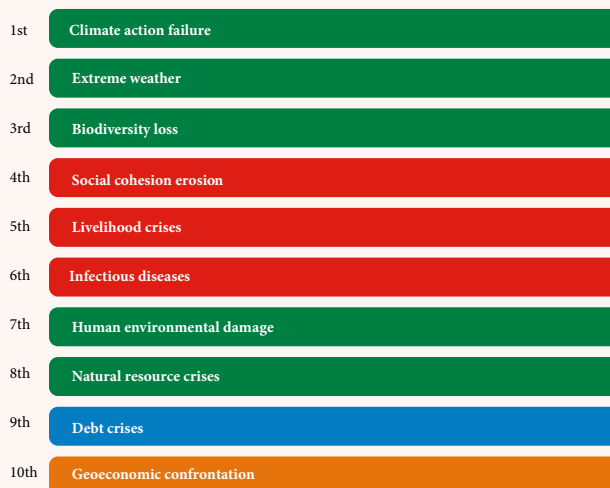 1st Climate action failure
2nd Extreme weather
3rd Biodiversity loss
4th Social cohesion erosion
5th Livelihood crises
6th Infectious diseases
7th Human environmental damage
8th Natural resource crises
9th Debt crises
10th Geoeconomic confrontation